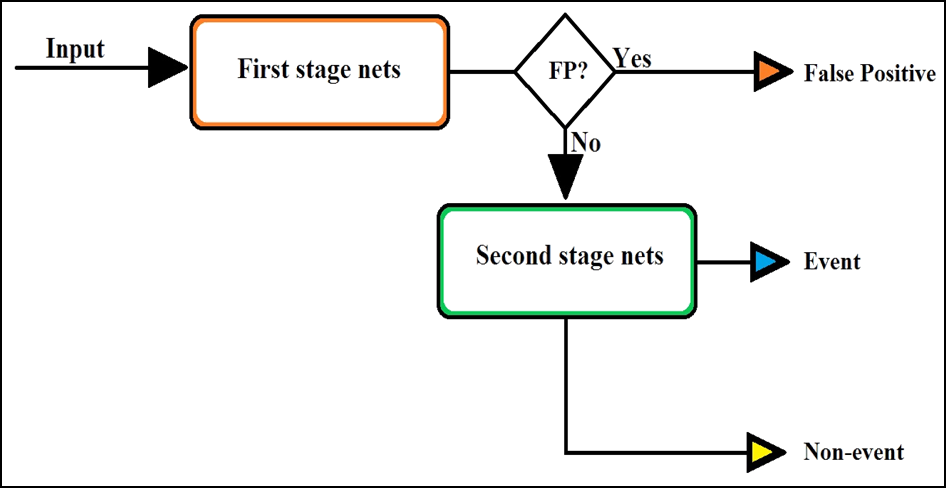 Input
First stage nets
FP?
Yes
False Positive
No
Second stage nets
Event
Non-event